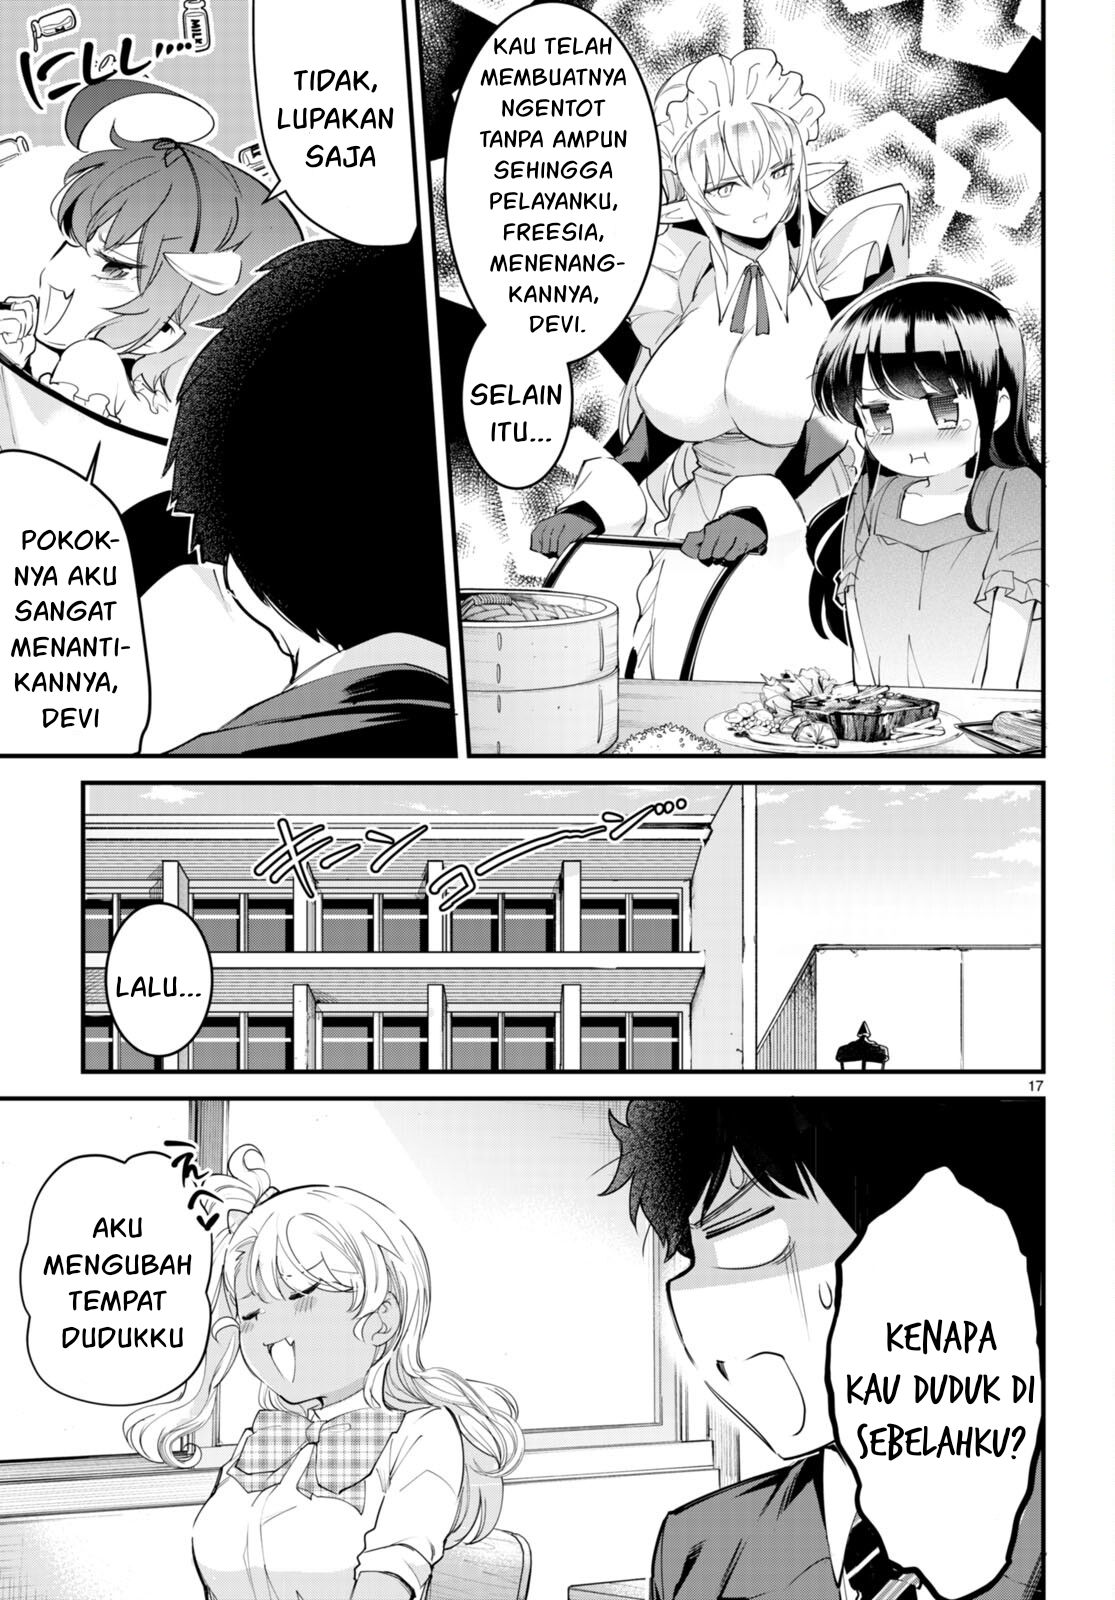 KAU TELAH
MEMBUATNYA
NGENTOT
TANPA AMPUN
SEHINGGA
PELAYANKU,
FREESIA,
MENENANG-
KANNYA,
DEVI.
SELAIN
ITU...
MILK
にししし....
TIDAK,
LUPAKAN
SAJA
POKOK-
NYA AKU
SANGAT
MENANTI-
KANNYA,
DEVI
キーンコーン...
LALU...
17
KENAPA
KAU DUDUK DI
SEBELAHKU?
AKU
MENGUBAH
TEMPAT
DUDUKKU